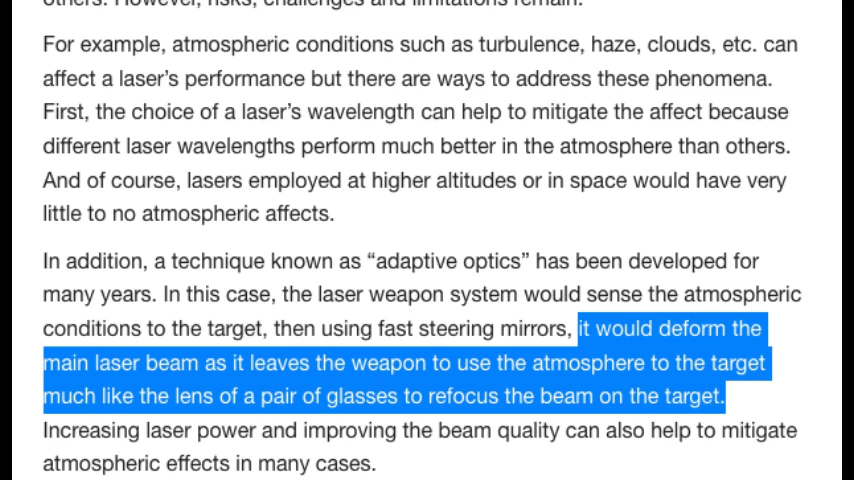 others. However, risks, challenges and limitations remain.
For example, atmospheric conditions such as turbulence, haze, clouds, etc. can
affect a laser’s performance but there are ways to address these phenomena.
First, the choice of a laser’s wavelength can help to mitigate the affect because
different laser wavelengths perform much better in the atmosphere than others.
And of course, lasers employed at higher altitudes or in space would have very
little to no atmospheric affects.
In addition, a technique known as “adaptive optics” has been developed for
many years. In this case, the laser weapon system would sense the atmospheric
conditions to the target, then using fast steering mirrors, it would deform the
main laser beam as it leaves the weapon to use the atmosphere to the target
much like the lens of a pair of glasses to refocus the beam on the target.
Increasing laser power and improving the beam quality can also help to mitigate
atmospheric effects in many cases.